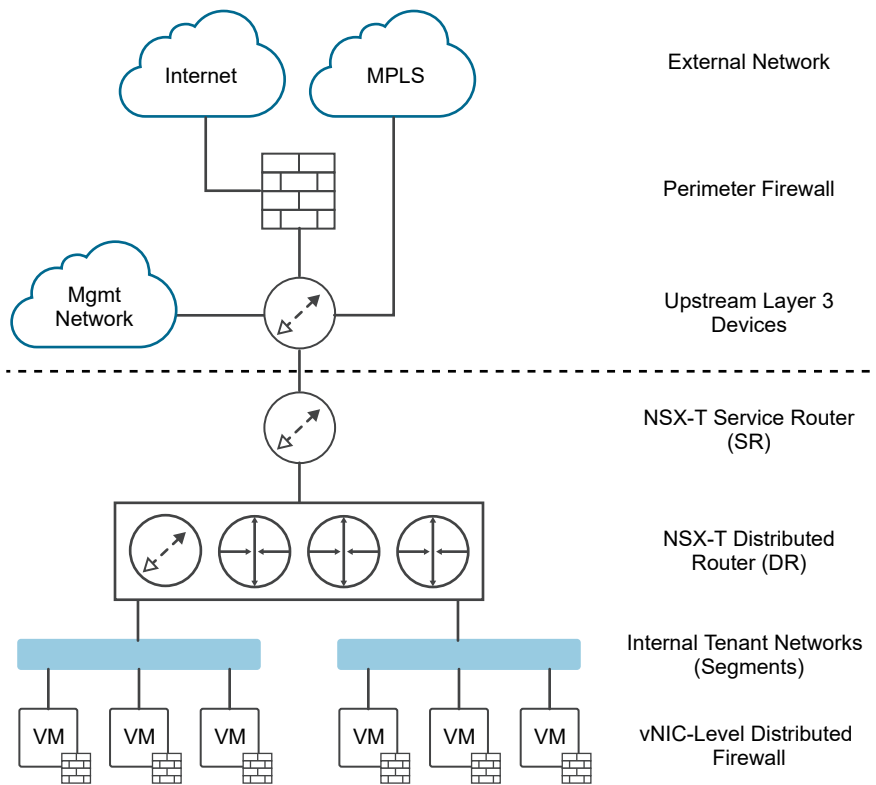 Internet
MPLS
External Network
Perimeter Firewall
Mgmt
Network
Upstream Layer 3
Devices
NSX-T Service Router
(SR)
NSX-T Distributed
Router (DR)
Internal Tenant Networks
(Segments)
VM
VM
VM
VM
VM
VM
vNIC-Level Distributed
Firewall